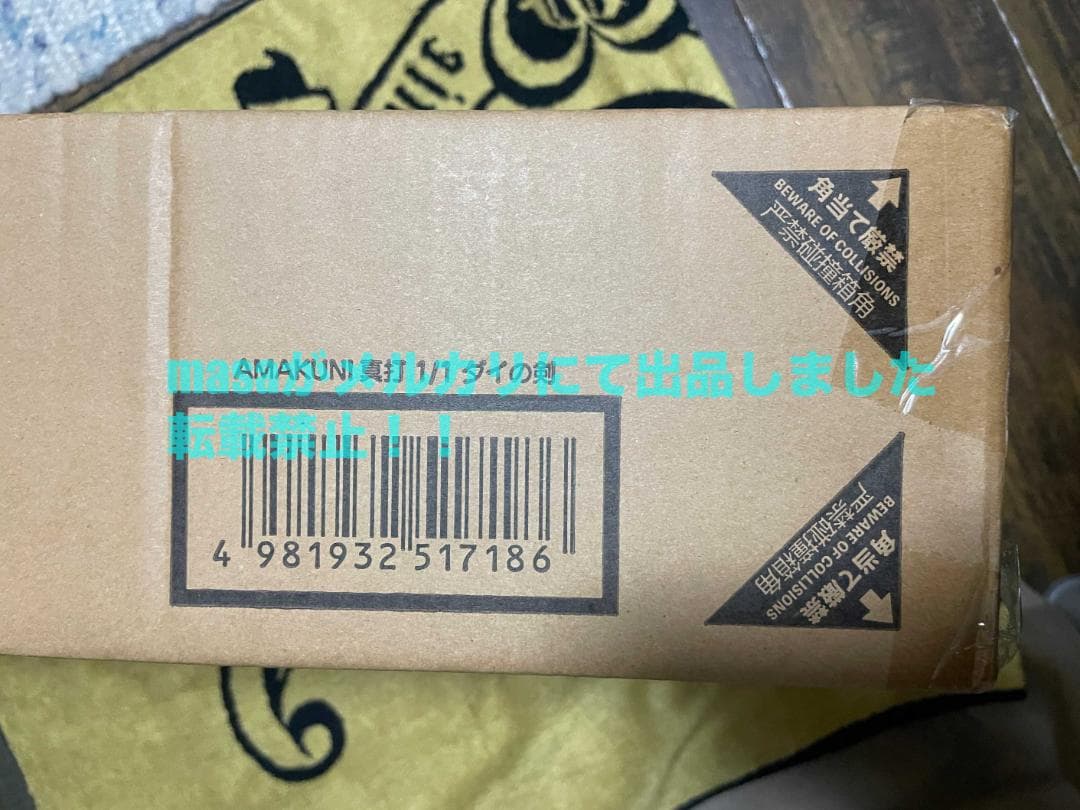 角当て厳禁
BEWARE OF COLLISIONS
严禁碰撞箱角
AMAKUNI 真打 1/1 ダイの剣
masaがメルカリにて出品しました
転載禁止！！
4 981932 517186
角当て厳禁
BEWARE OF COLLISIONS
严禁碰撞箱角